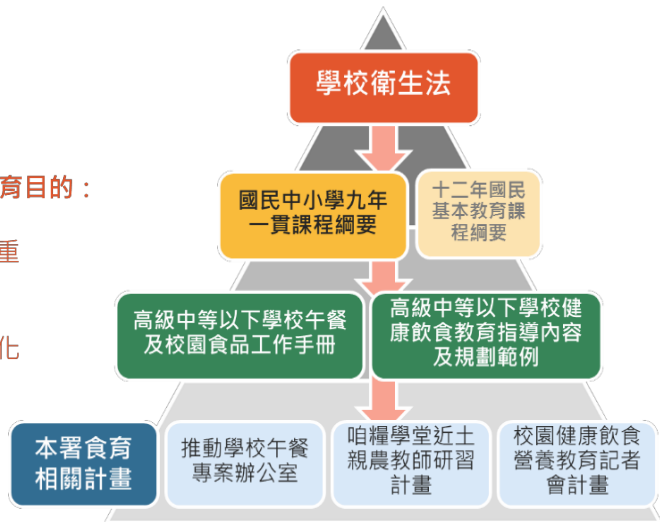 學校衛生法
育目的：
國民中小學九年
一貫課程綱要
十二年國民
基本教育課
程綱要
重
高級中等以下學校午餐
及校園食品工作手冊
高級中等以下學校健
康飲食教育指導內容
及規劃範例
化
本署食育
相關計畫
推動學校午餐
專案辦公室
咱糧學堂近土
親農教師研習
計畫
校園健康飲食
營養教育記者
會計畫